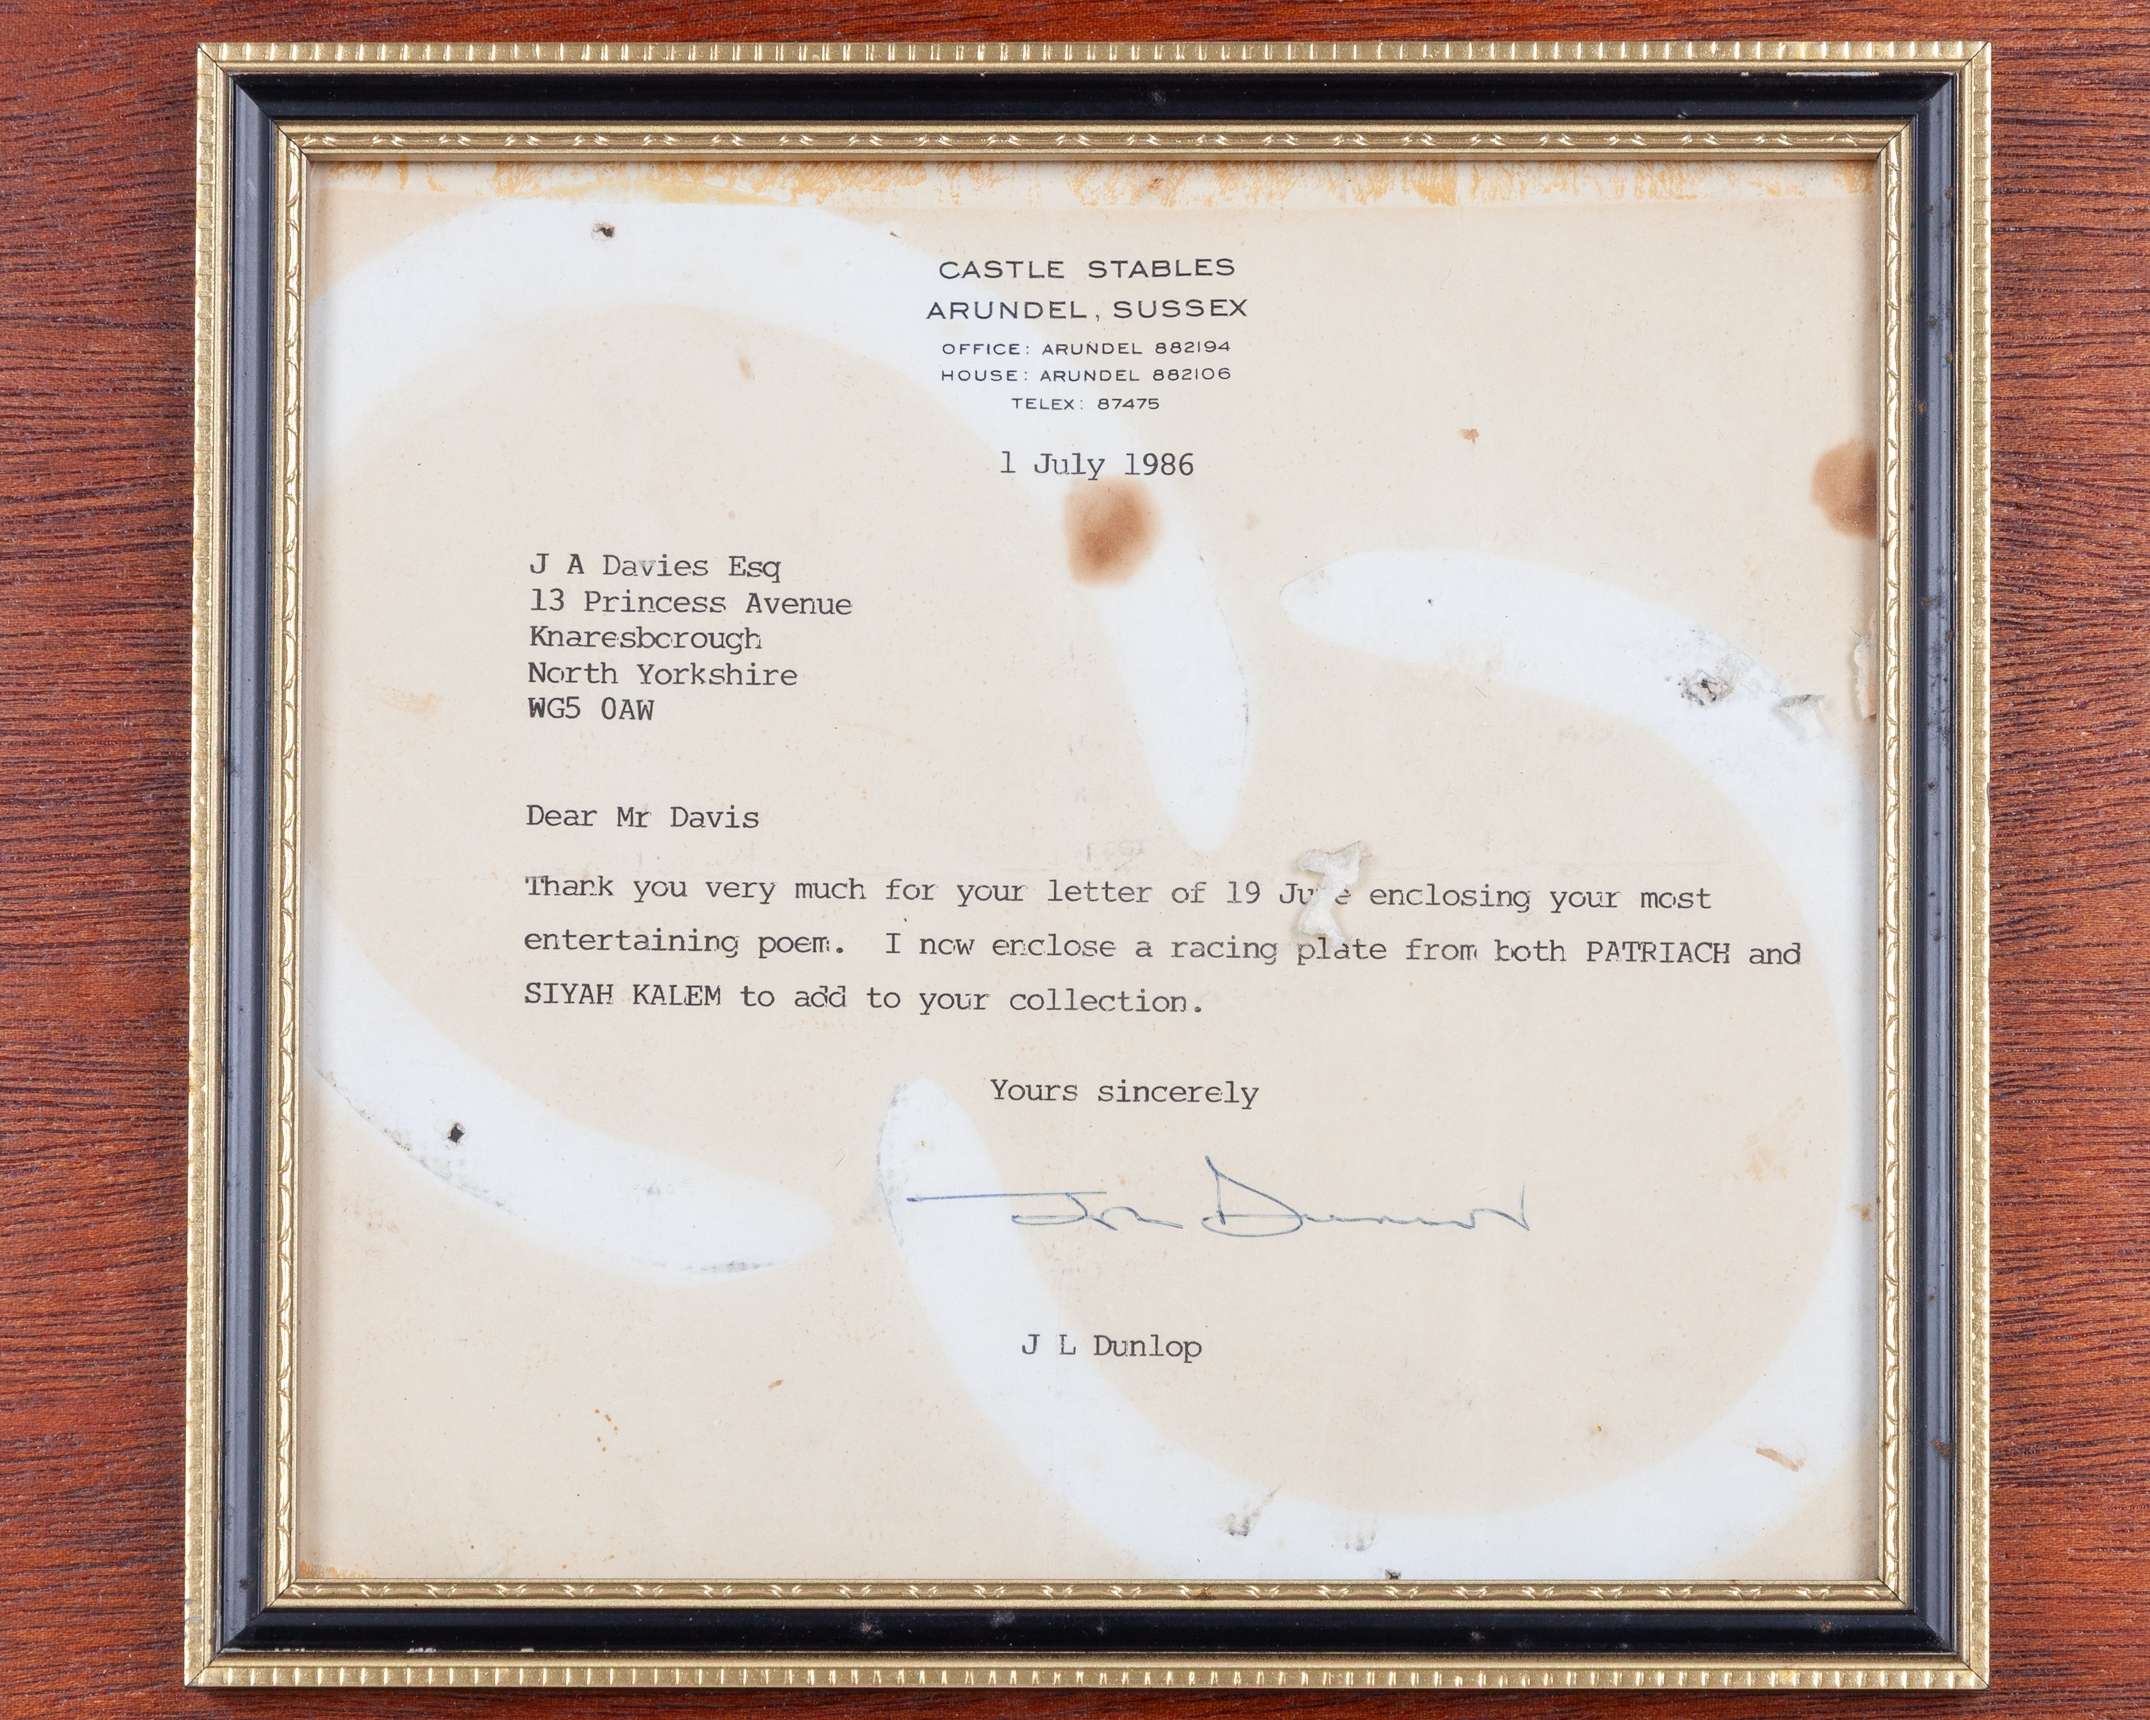 CASTLE STABLES
ARUNDEL, SUSSEX
OFFICE: ARUNDEL 882194
HOUSE: ARUNDEL 882106
TELEX: 87475
1 July 1986
J A Davies Esq
13 Princess Avenue
Knaresborough
North Yorkshire
WG5 0AW
Dear Mr Davis
Thank you very much for your letter of 19 June enclosing your most
entertaining poem. I now enclose a racing plate from both PATRIACH and
SIYAH KALEM to add to your collection.
Yours sincerely
John Dunlop
J L Dunlop